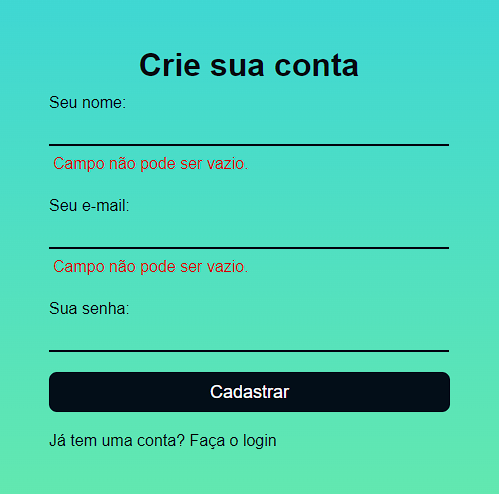 Crie sua conta
Seu nome:
Campo não pode ser vazio.
Seu e-mail:
Campo não pode ser vazio.
Sua senha:
Cadastrar
Já tem uma conta? Faça o login